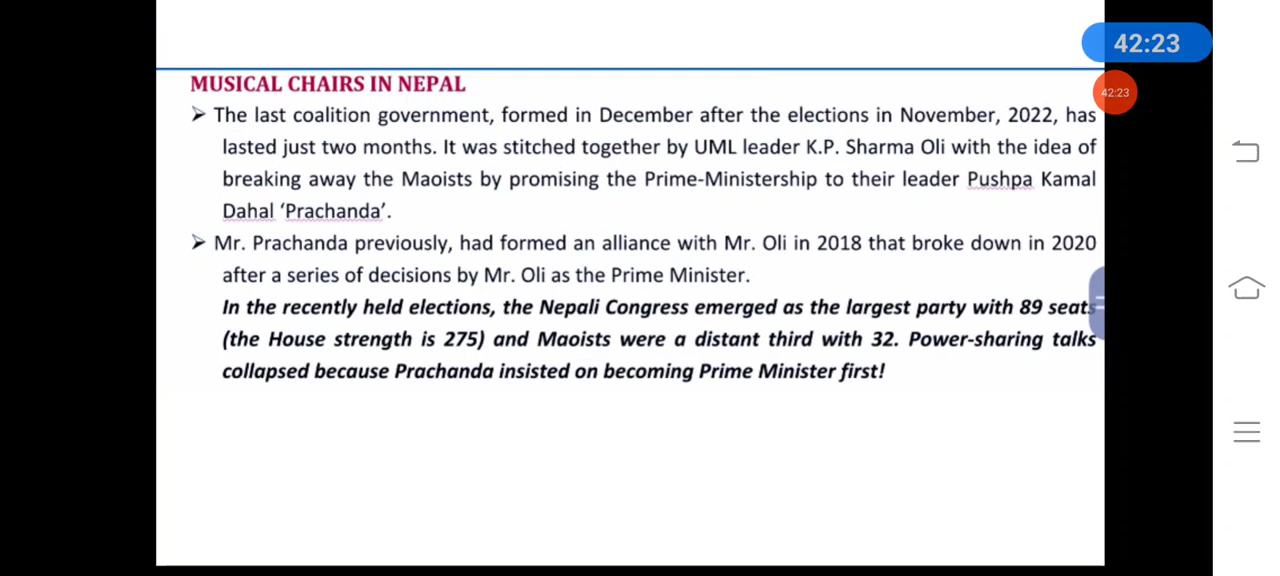 42:23
MUSICAL CHAIRS IN NEPAL
42:23
➢ The last coalition government, formed in December after the elections in November, 2022, has
lasted just two months. It was stitched together by UML leader K.P. Sharma Oli with the idea of
breaking away the Maoists by promising the Prime-Ministership to their leader Pushpa Kamal
Dahal ‘Prachanda’.
➢ Mr. Prachanda previously, had formed an alliance with Mr. Oli in 2018 that broke down in 2020
after a series of decisions by Mr. Oli as the Prime Minister.
In the recently held elections, the Nepali Congress emerged as the largest party with 89 seats
(the House strength is 275) and Maoists were a distant third with 32. Power-sharing talks
collapsed because Prachanda insisted on becoming Prime Minister first!